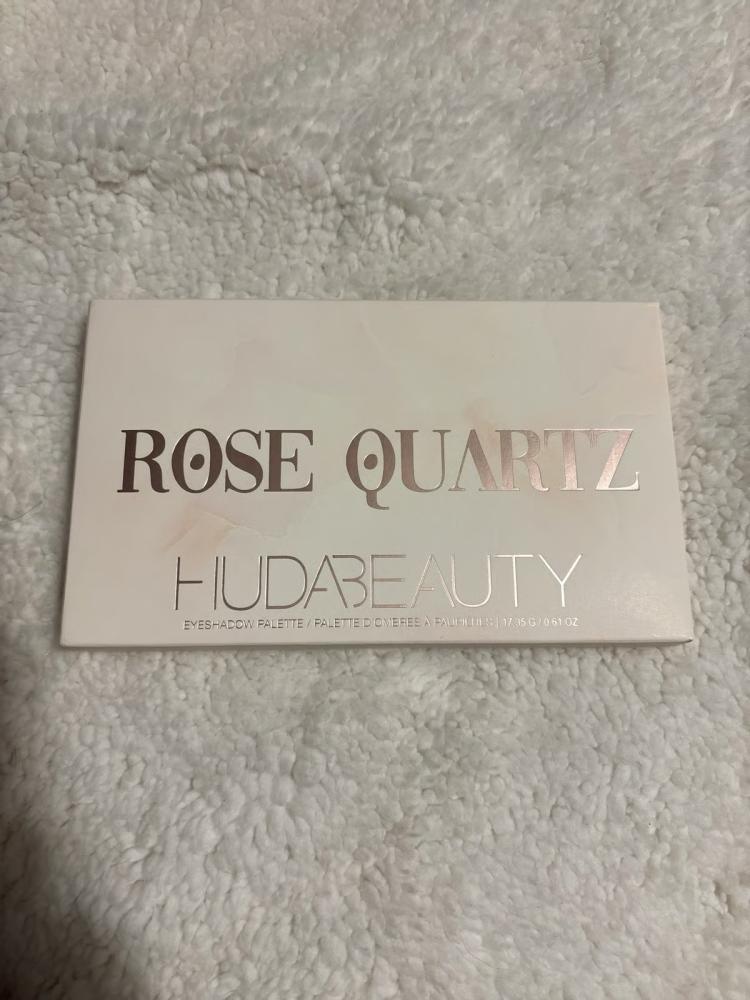 ROSE QUARTZ
HUDABEAUTY
EYESHADOW PALETTE / PALETTE D'OMBRES À PAUPIÈRES | 17.35 G / 0.61 OZ